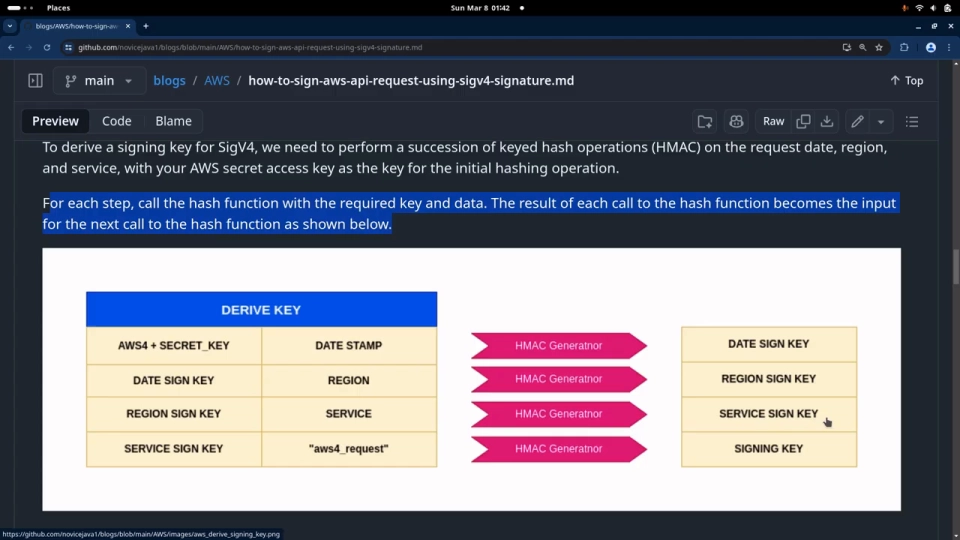 Places
Sun Mar 8 01:42
blogs/AWS/how-to-sign-aw
github.com/novicejava1/blogs/blob/main/AWS/how-to-sign-aws-api-request-using-sigv4-signature.md
main
blogs / AWS / how-to-sign-aws-api-request-using-sigv4-signature.md
Top
Preview Code Blame
Raw
To derive a signing key for SigV4, we need to perform a succession of keyed hash operations (HMAC) on the request date, region,
and service, with your AWS secret access key as the key for the initial hashing operation.
For each step, call the hash function with the required key and data. The result of each call to the hash function becomes the input
for the next call to the hash function as shown below.
DERIVE KEY
AWS4 + SECRET_KEY DATE STAMP HMAC Generatnor DATE SIGN KEY
DATE SIGN KEY REGION HMAC Generatnor REGION SIGN KEY
REGION SIGN KEY SERVICE HMAC Generatnor SERVICE SIGN KEY
SERVICE SIGN KEY "aws4_request" HMAC Generatnor SIGNING KEY
https://github.com/novicejava1/blogs/blob/main/AWS/images/aws_derive_signing_key.png